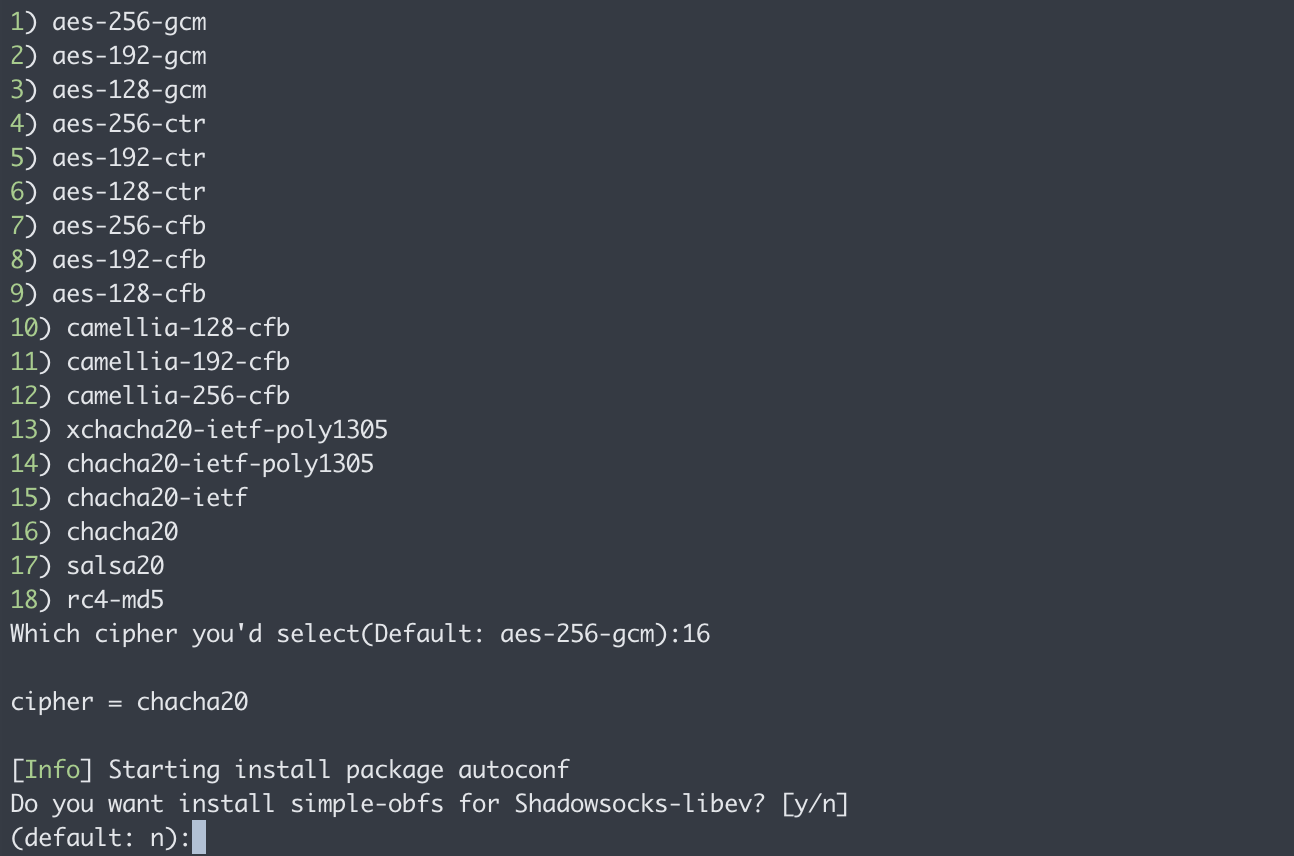 1) aes-256-gcm
2) aes-192-gcm
3) aes-128-gcm
4) aes-256-ctr
5) aes-192-ctr
6) aes-128-ctr
7) aes-256-cfb
8) aes-192-cfb
9) aes-128-cfb
10) camellia-128-cfb
11) camellia-192-cfb
12) camellia-256-cfb
13) xchacha20-ietf-poly1305
14) chacha20-ietf-poly1305
15) chacha20-ietf
16) chacha20
17) salsa20
18) rc4-md5
Which cipher you'd select(Default: aes-256-gcm):16
cipher = chacha20
[Info] Starting install package autoconf
Do you want install simple-obfs for Shadowsocks-libev? [y/n]
(default: n):